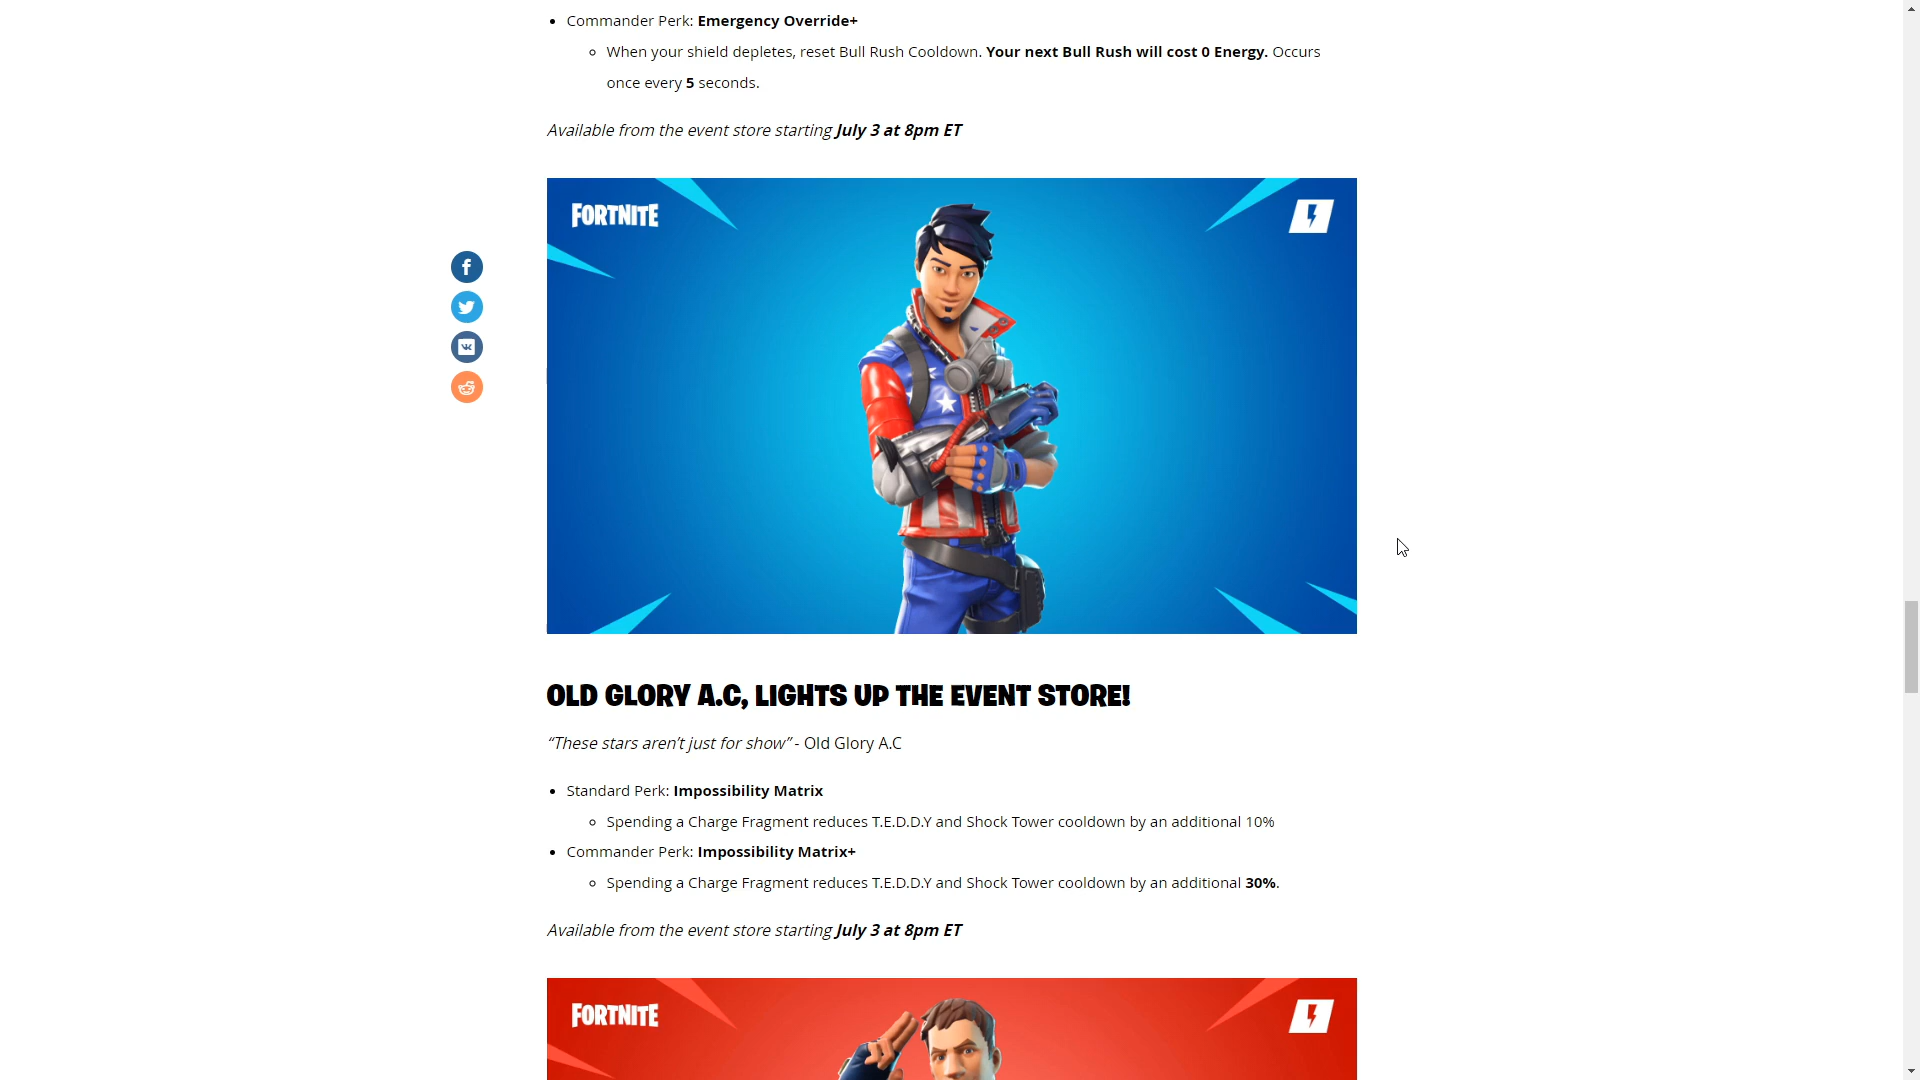 Commander Perk: Emergency Override+
When your shield depletes, reset Bull Rush Cooldown. Your next Bull Rush will cost 0 Energy. Occurs
once every 5 seconds.
Available from the event store starting July 3 at 8pm ET
FORTNITE
OLD GLORY A.C, LIGHTS UP THE EVENT STORE!
“These stars aren’t just for show” - Old Glory A.C
Standard Perk: Impossibility Matrix
Spending a Charge Fragment reduces T.E.D.D.Y and Shock Tower cooldown by an additional 10%
Commander Perk: Impossibility Matrix+
Spending a Charge Fragment reduces T.E.D.D.Y and Shock Tower cooldown by an additional 30%.
Available from the event store starting July 3 at 8pm ET
FORTNITE